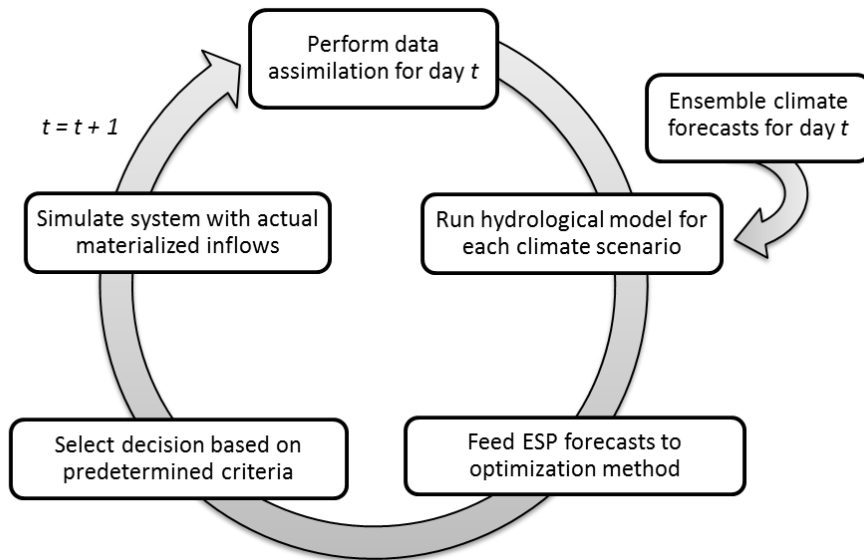 Perform data
assimilation for day t
Ensemble climate
forecasts for day t
Run hydrological model for
each climate scenario
Feed ESP forecasts to
optimization method
Select decision based on
predetermined criteria
Simulate system with actual
materialized inflows
t = t + 1